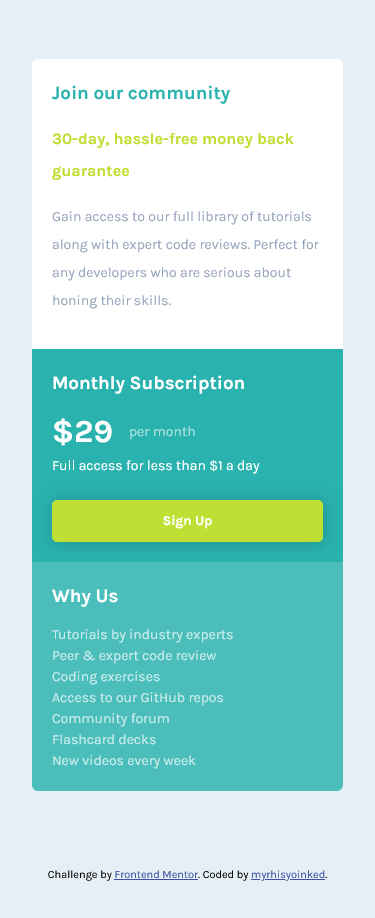 Join our community
30-day, hassle-free money back
guarantee
Gain access to our full library of tutorials
along with expert code reviews. Perfect for
any developers who are serious about
honing their skills.
Monthly Subscription
$29 per month
Full access for less than $1 a day
Sign Up
Why Us
Tutorials by industry experts
Peer & expert code review
Coding exercises
Access to our GitHub repos
Community forum
Flashcard decks
New videos every week
Challenge by Frontend Mentor. Coded by myrhisyoinked.